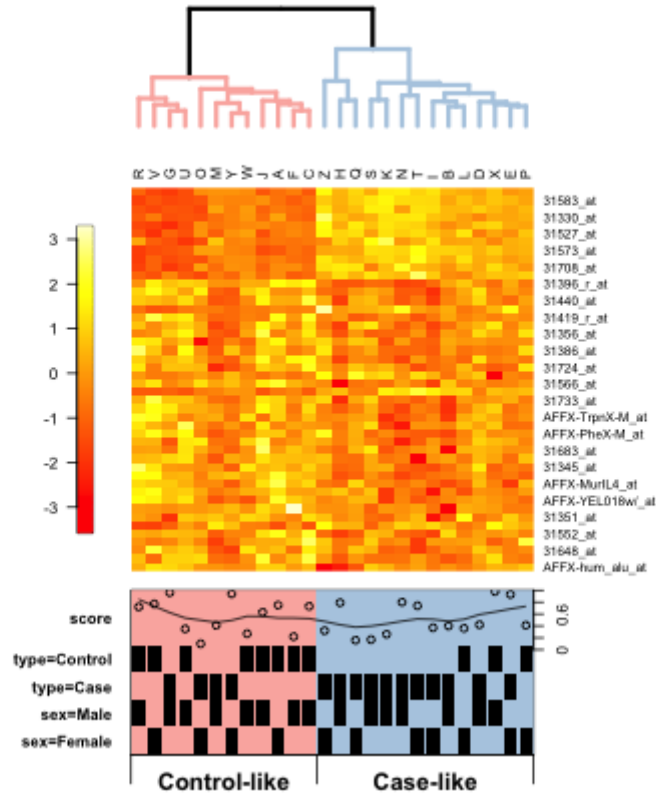 R V G U O M Y W J A F C Z H Q S K N T I B L D X E P
31583_at
31330_at
31527_at
31573_at
31708_at
31396_r_at
31440_at
31419_r_at
31356_at
31386_at
31724_at
31566_at
31733_at
AFFX-TrpnX-M_at
AFFX-PheX-M_at
31683_at
31345_at
AFFX-MurIL4_at
AFFX-YEL018w/_at
31351_at
31552_at
31648_at
AFFX-hum_alu_at
3
2
1
0
-1
-2
-3
score
0.6
0
type=Control
type=Case
sex=Male
sex=Female
Control-like
Case-like